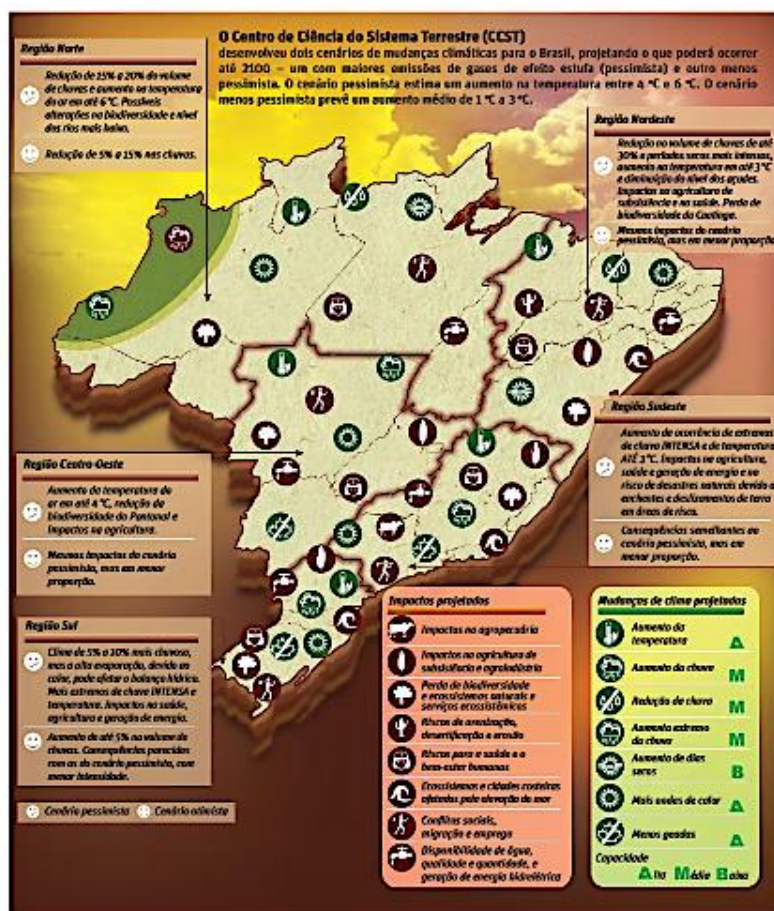 O Centro de Ciência do Sistema Terrestre (CCST)
desenvolveu dois cenários de mudanças climáticas para o Brasil, projetando o que poderá ocorrer
até 2100 – um com maiores emissões de gases de efeito estufa (pessimista) e outro menos
pessimista. O cenário pessimista estima um aumento na temperatura entre 4 °C e 6 °C. O cenário
menos pessimista prevê um aumento médio de 1 °C a 3 °C.
Região Norte
Redução de 15% a 20% do volume
de chuvas e aumento na temperatura
do ar em até 6 °C. Possíveis
alterações na biodiversidade e nível
dos rios mais baixo.
Redução de 5% a 15% nas chuvas.
Região Nordeste
Redução no volume de chuvas de até
30% e períodos secos mais intensos,
aumento na temperatura em até 3 °C
e diminuição do nível dos açudes.
Impactos na agricultura de
subsistência e na saúde. Perda de
biodiversidade da Caatinga.
Mesmos impactos do cenário
pessimista, mas em menor proporção.
Região Centro-Oeste
Aumento da temperatura do
ar em até 4 °C, redução da
biodiversidade do Pantanal e
impactos na agricultura.
Mesmos impactos do cenário
pessimista, mas em menor
proporção.
Região Sudeste
Aumento de ocorrência de extremos
de chuva INTENSA e de temperatura
ATÉ 3 °C. Impactos na agricultura,
saúde e geração de energia e no
risco de desastres naturais devido a
enchentes e deslizamentos de terra
em áreas de risco.
Consequências semelhantes ao
cenário pessimista, mas em
menor proporção.
Região Sul
Clima de 5% a 10% mais chuvoso,
mas a alta evaporação, devido ao
calor, pode afetar o balanço hídrico.
Mais extremos de chuva INTENSA e
temperatura. Impactos na saúde,
agricultura e geração de energia.
Aumento de até 5% no volume de
chuvas. Consequências parecidas
com as do cenário pessimista, com
menor intensidade.
Cenário pessimista Cenário otimista
Impactos projetados
Impactos na agropecuária
Impactos na agricultura de
subsistência e agroindústria
Perda de biodiversidade
e ecossistemas naturais e
serviços ecossistêmicos
Riscos de arenização,
desertificação e erosão
Riscos para a saúde e o
bem-estar humanos
Ecossistemas e cidades costeiras
afetados pela elevação do mar
Conflitos sociais,
migração e emprego
Disponibilidade de água,
qualidade e quantidade, e
geração de energia hidrelétrica
Mudanças de clima projetadas
Aumento da
temperatura A
Aumento da chuva M
Redução de chuva M
Aumento extremo
da chuva M
Aumento de dias
secos B
Mais ondas de calor A
Menos geadas A
Capacidade
Alta Média Baixa